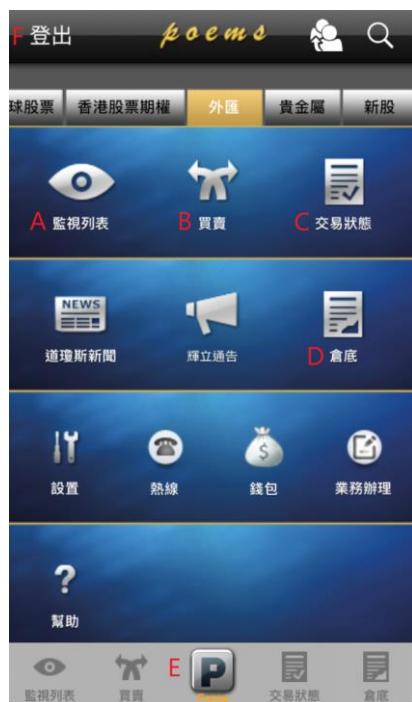 F 登出 poems
球股票 香港股票期權 外匯 貴金屬 新股
A 監視列表 B 買賣 C 交易狀態
NEWS
道瓊斯新聞 輝立通告 D 倉底
$
設置 熱線 錢包 業務辦理
?
幫助
E P
監視列表 買賣 交易狀態 倉底